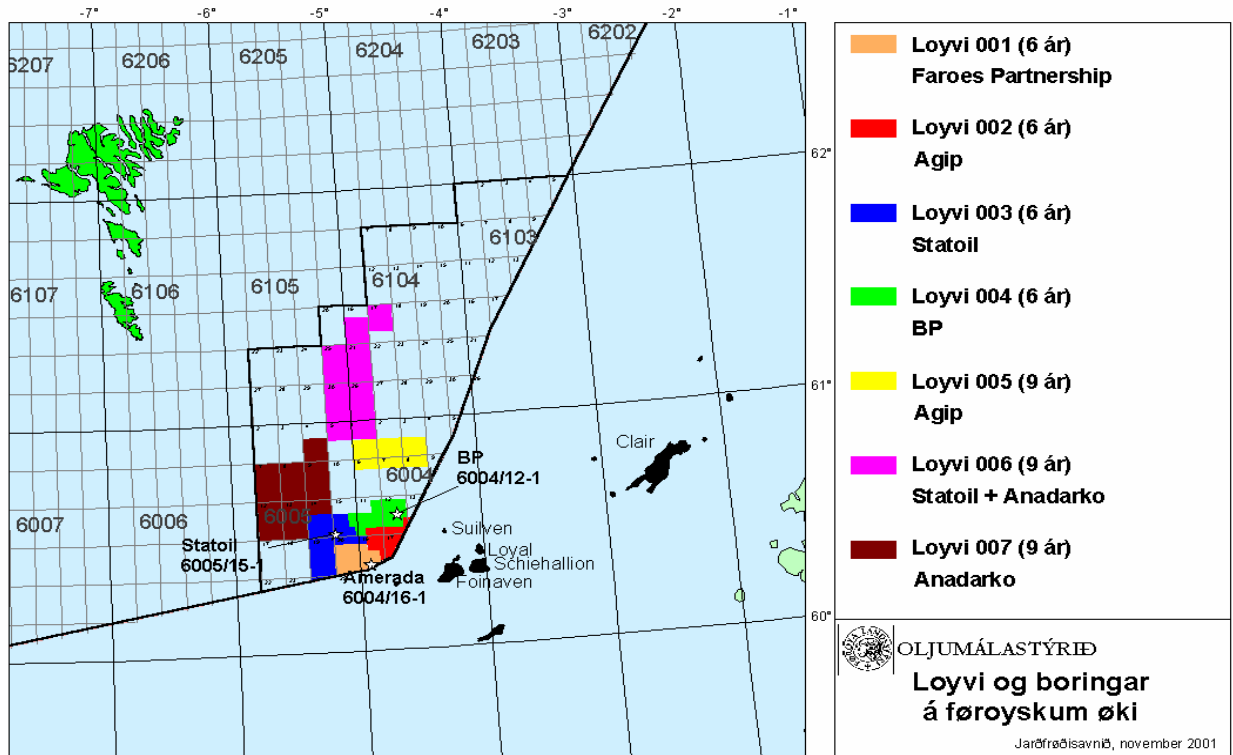 -7° -6° -5° -4° -3° -2° -1°
6207 6206 6205 6204 6203 6202
62°
6107 6106 6105 6104 6103
61°
6007 6006 6005 6004
60°
BP
6004/12-1
Statoil
6005/15-1
Amerada
6004/16-1
Clair
Suilven
Loyal
Schiehallion
Foinaven
Loyvi 001 (6 ár)
Faroes Partnership
Loyvi 002 (6 ár)
Agip
Loyvi 003 (6 ár)
Statoil
Loyvi 004 (6 ár)
BP
Loyvi 005 (9 ár)
Agip
Loyvi 006 (9 ár)
Statoil + Anadarko
Loyvi 007 (9 ár)
Anadarko
OLJUMÁLASTÝRIÐ
Loyvi og boringar
á føroyskum øki
Jarðfrøðisavnið, november 2001